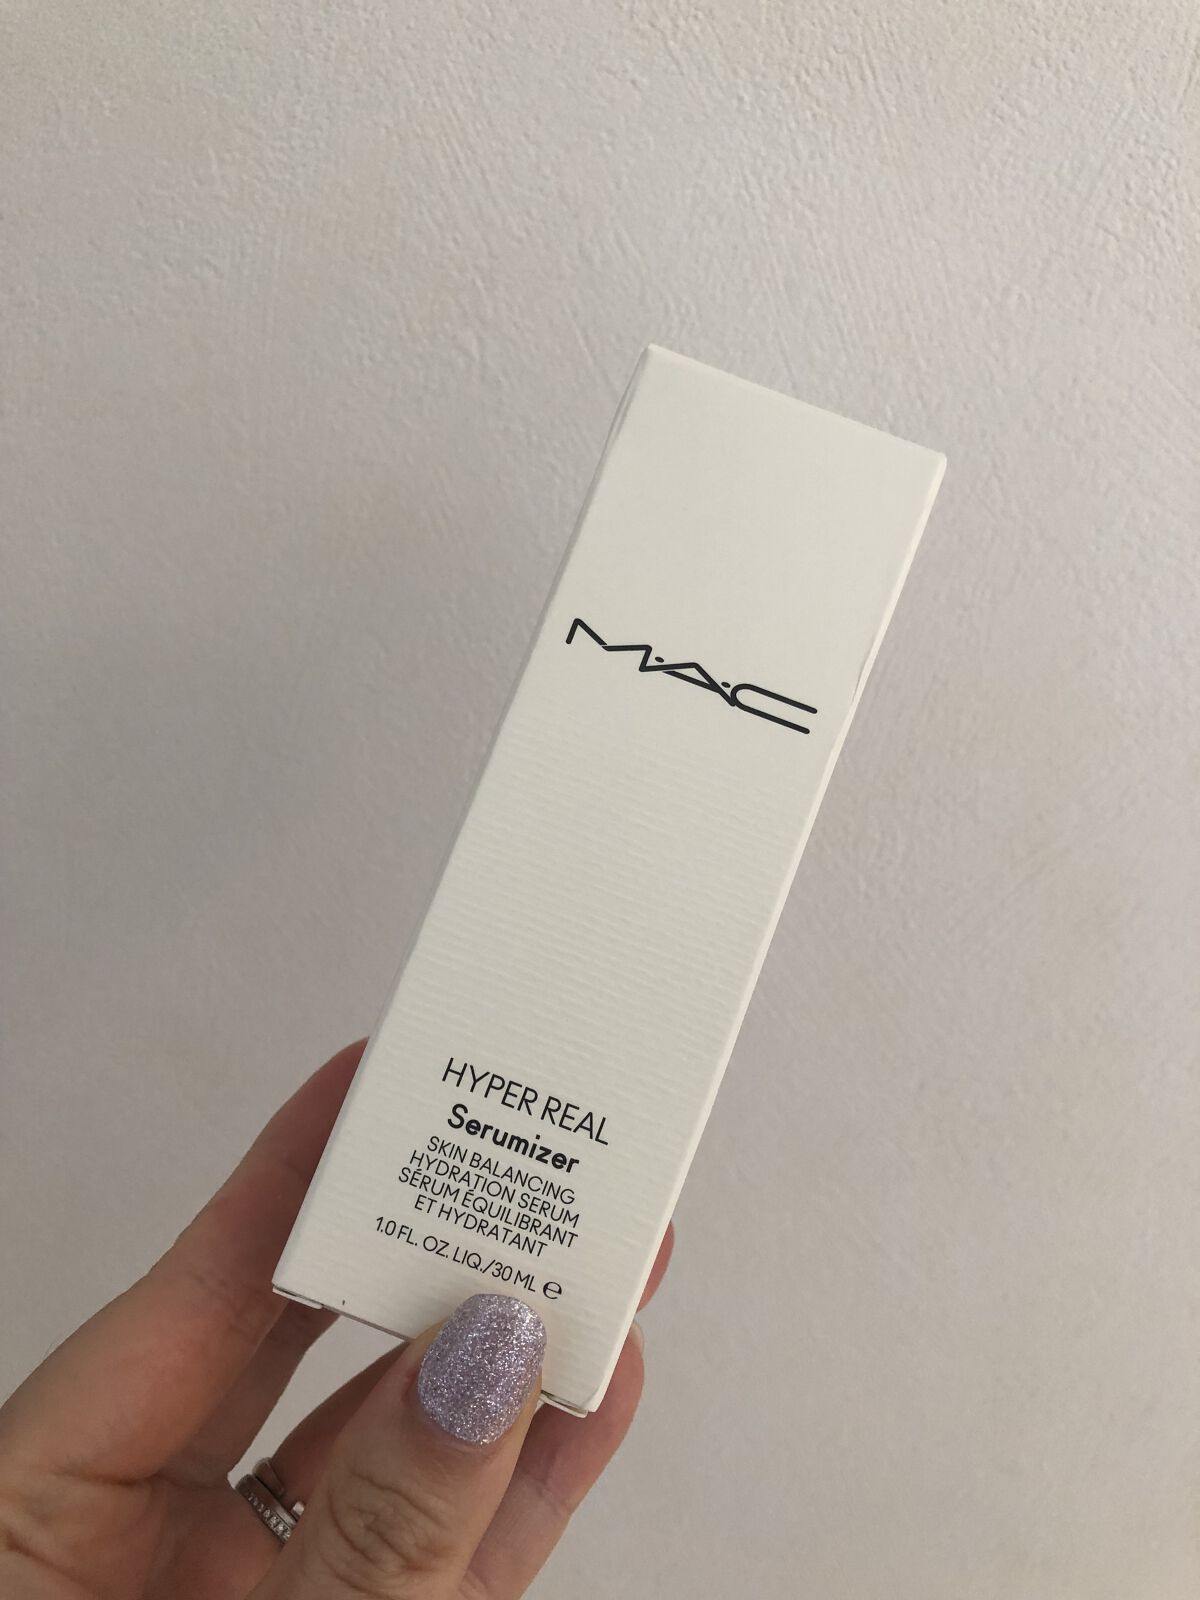 M·A·C
HYPER REAL
Serumizer
SKIN BALANCING
HYDRATION SERUM
SÉRUM ÉQUILIBRANT
ET HYDRATANT
1.0 FL. OZ. LIQ./30 ML ℮